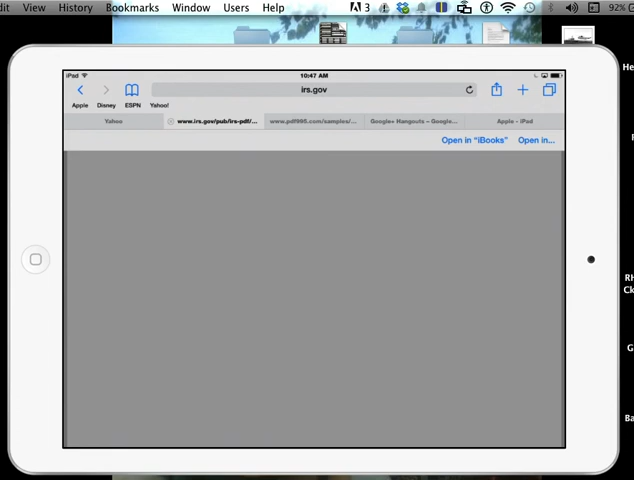 View History Bookmarks Window Users Help 3 92%
iPad 10:47 AM
irs.gov
Apple Disney ESPN Yahoo!
Yahoo www.irs.gov/pub/irs-pdf/... www.pdf995.com/samples/... Google+ Hangouts – Google... Apple - iPad
Open in "iBooks" Open in...
He
Ck
G
Ba